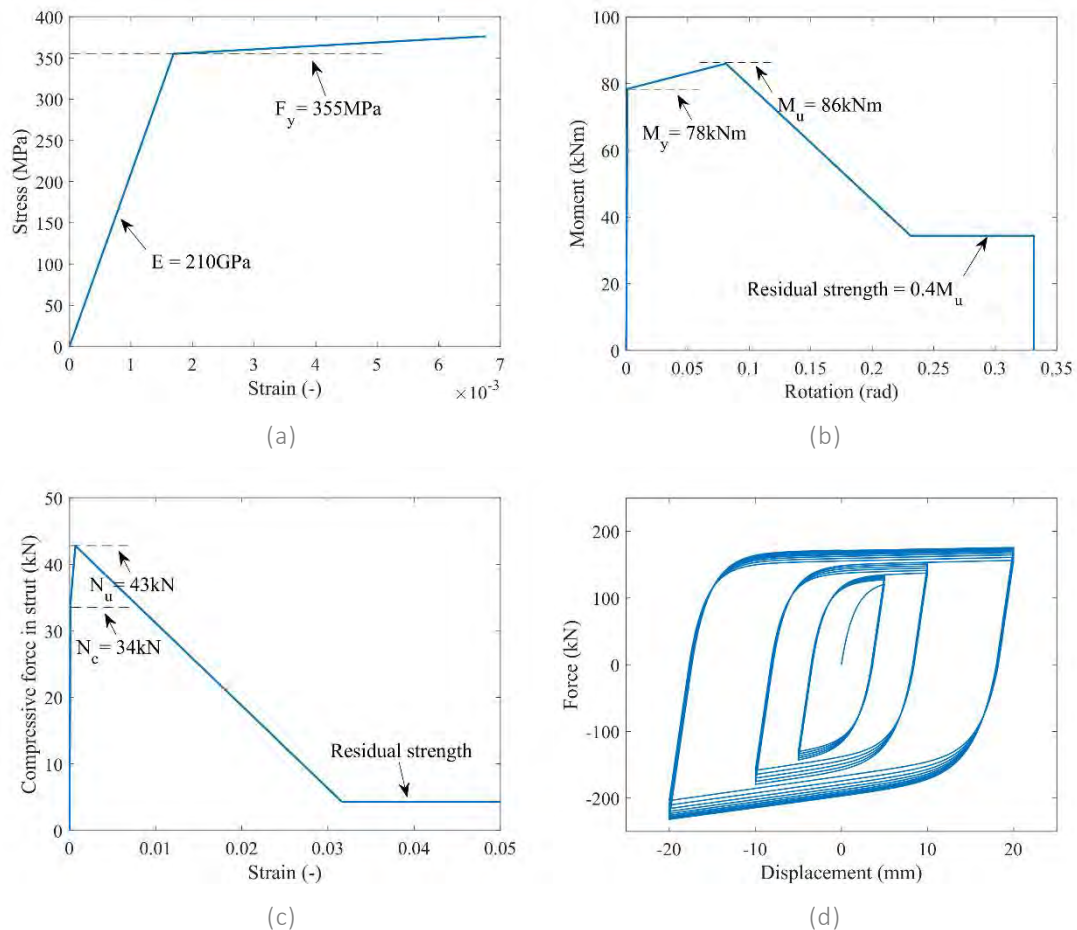 400
350
300
250
200
150
100
50
0
Stress (MPa)
F_y = 355MPa
E = 210GPa
0 1 2 3 4 5 6 7
Strain (-)
×10⁻³
(a)
100
80
60
40
20
0
Moment (kNm)
M_u = 86kNm
M_y = 78kNm
Residual strength = 0.4M_u
0 0.05 0.1 0.15 0.2 0.25 0.3 0.35
Rotation (rad)
(b)
50
40
30
20
10
0
Compressive force in strut (kN)
N_u = 43kN
N_c = 34kN
Residual strength
0 0.01 0.02 0.03 0.04 0.05
Strain (-)
(c)
200
100
0
-100
-200
Force (kN)
-20 -10 0 10 20
Displacement (mm)
(d)